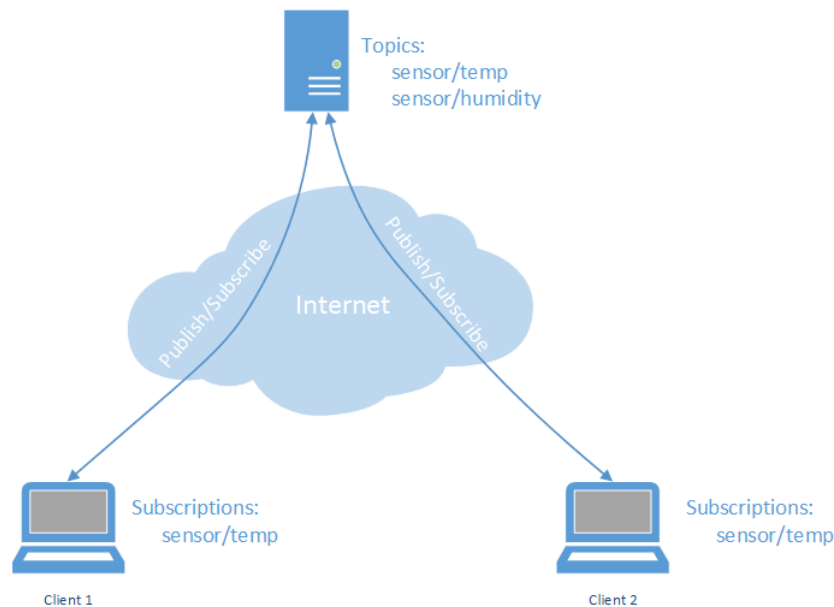 Topics:
sensor/temp
sensor/humidity
Publish/Subscribe
Publish/Subscribe
Internet
Subscriptions:
sensor/temp
Client 1
Subscriptions:
sensor/temp
Client 2